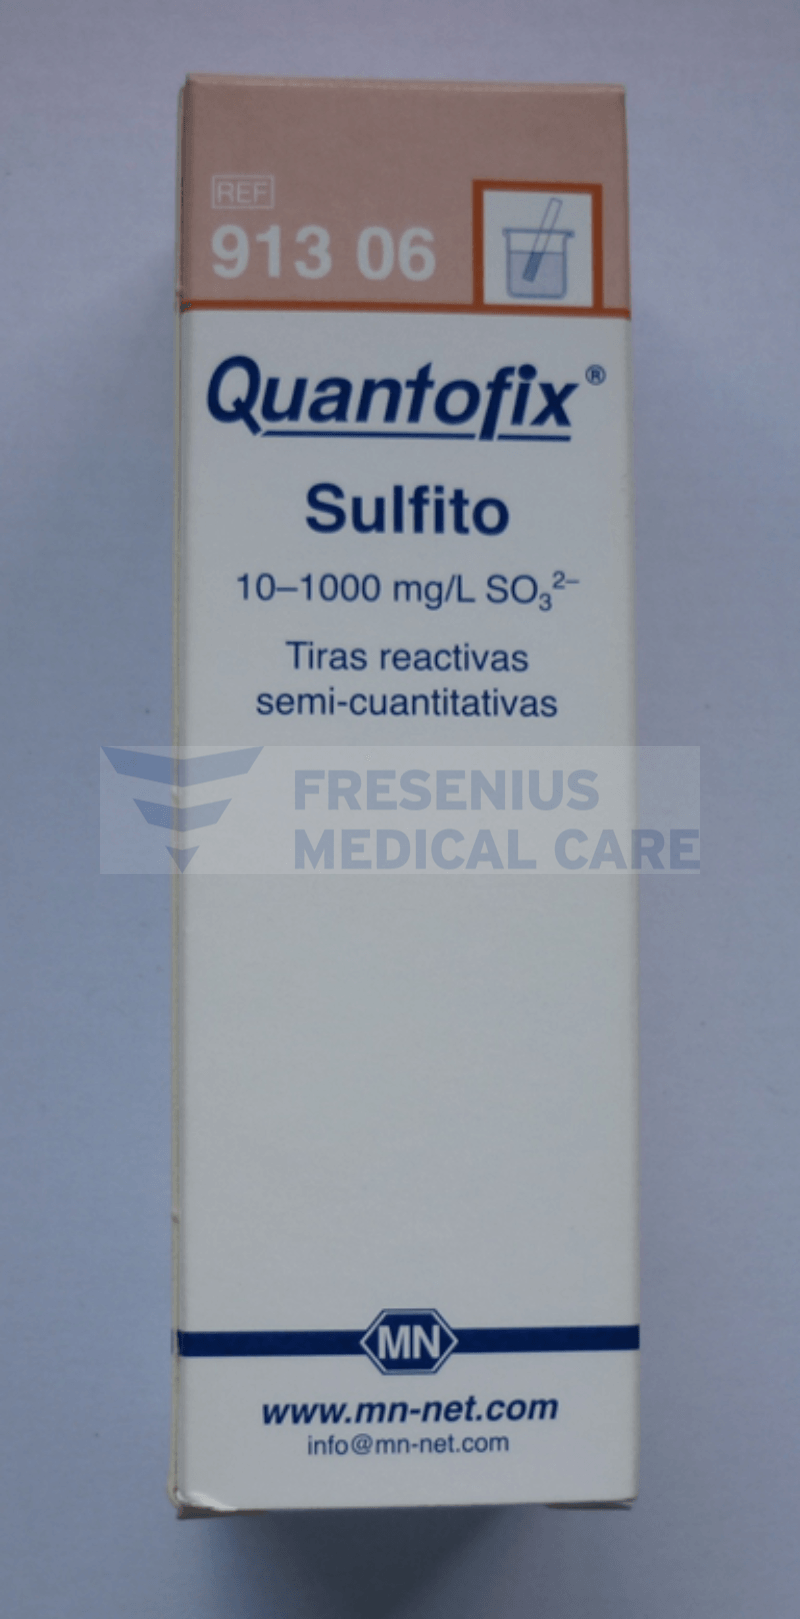 REF
913 06
Quantofix®
Sulfito
10–1000 mg/L SO₃²⁻
Tiras reactivas
semi-cuantitativas
FRESENIUS
MEDICAL CARE
MN
www.mn-net.com
info@mn-net.com